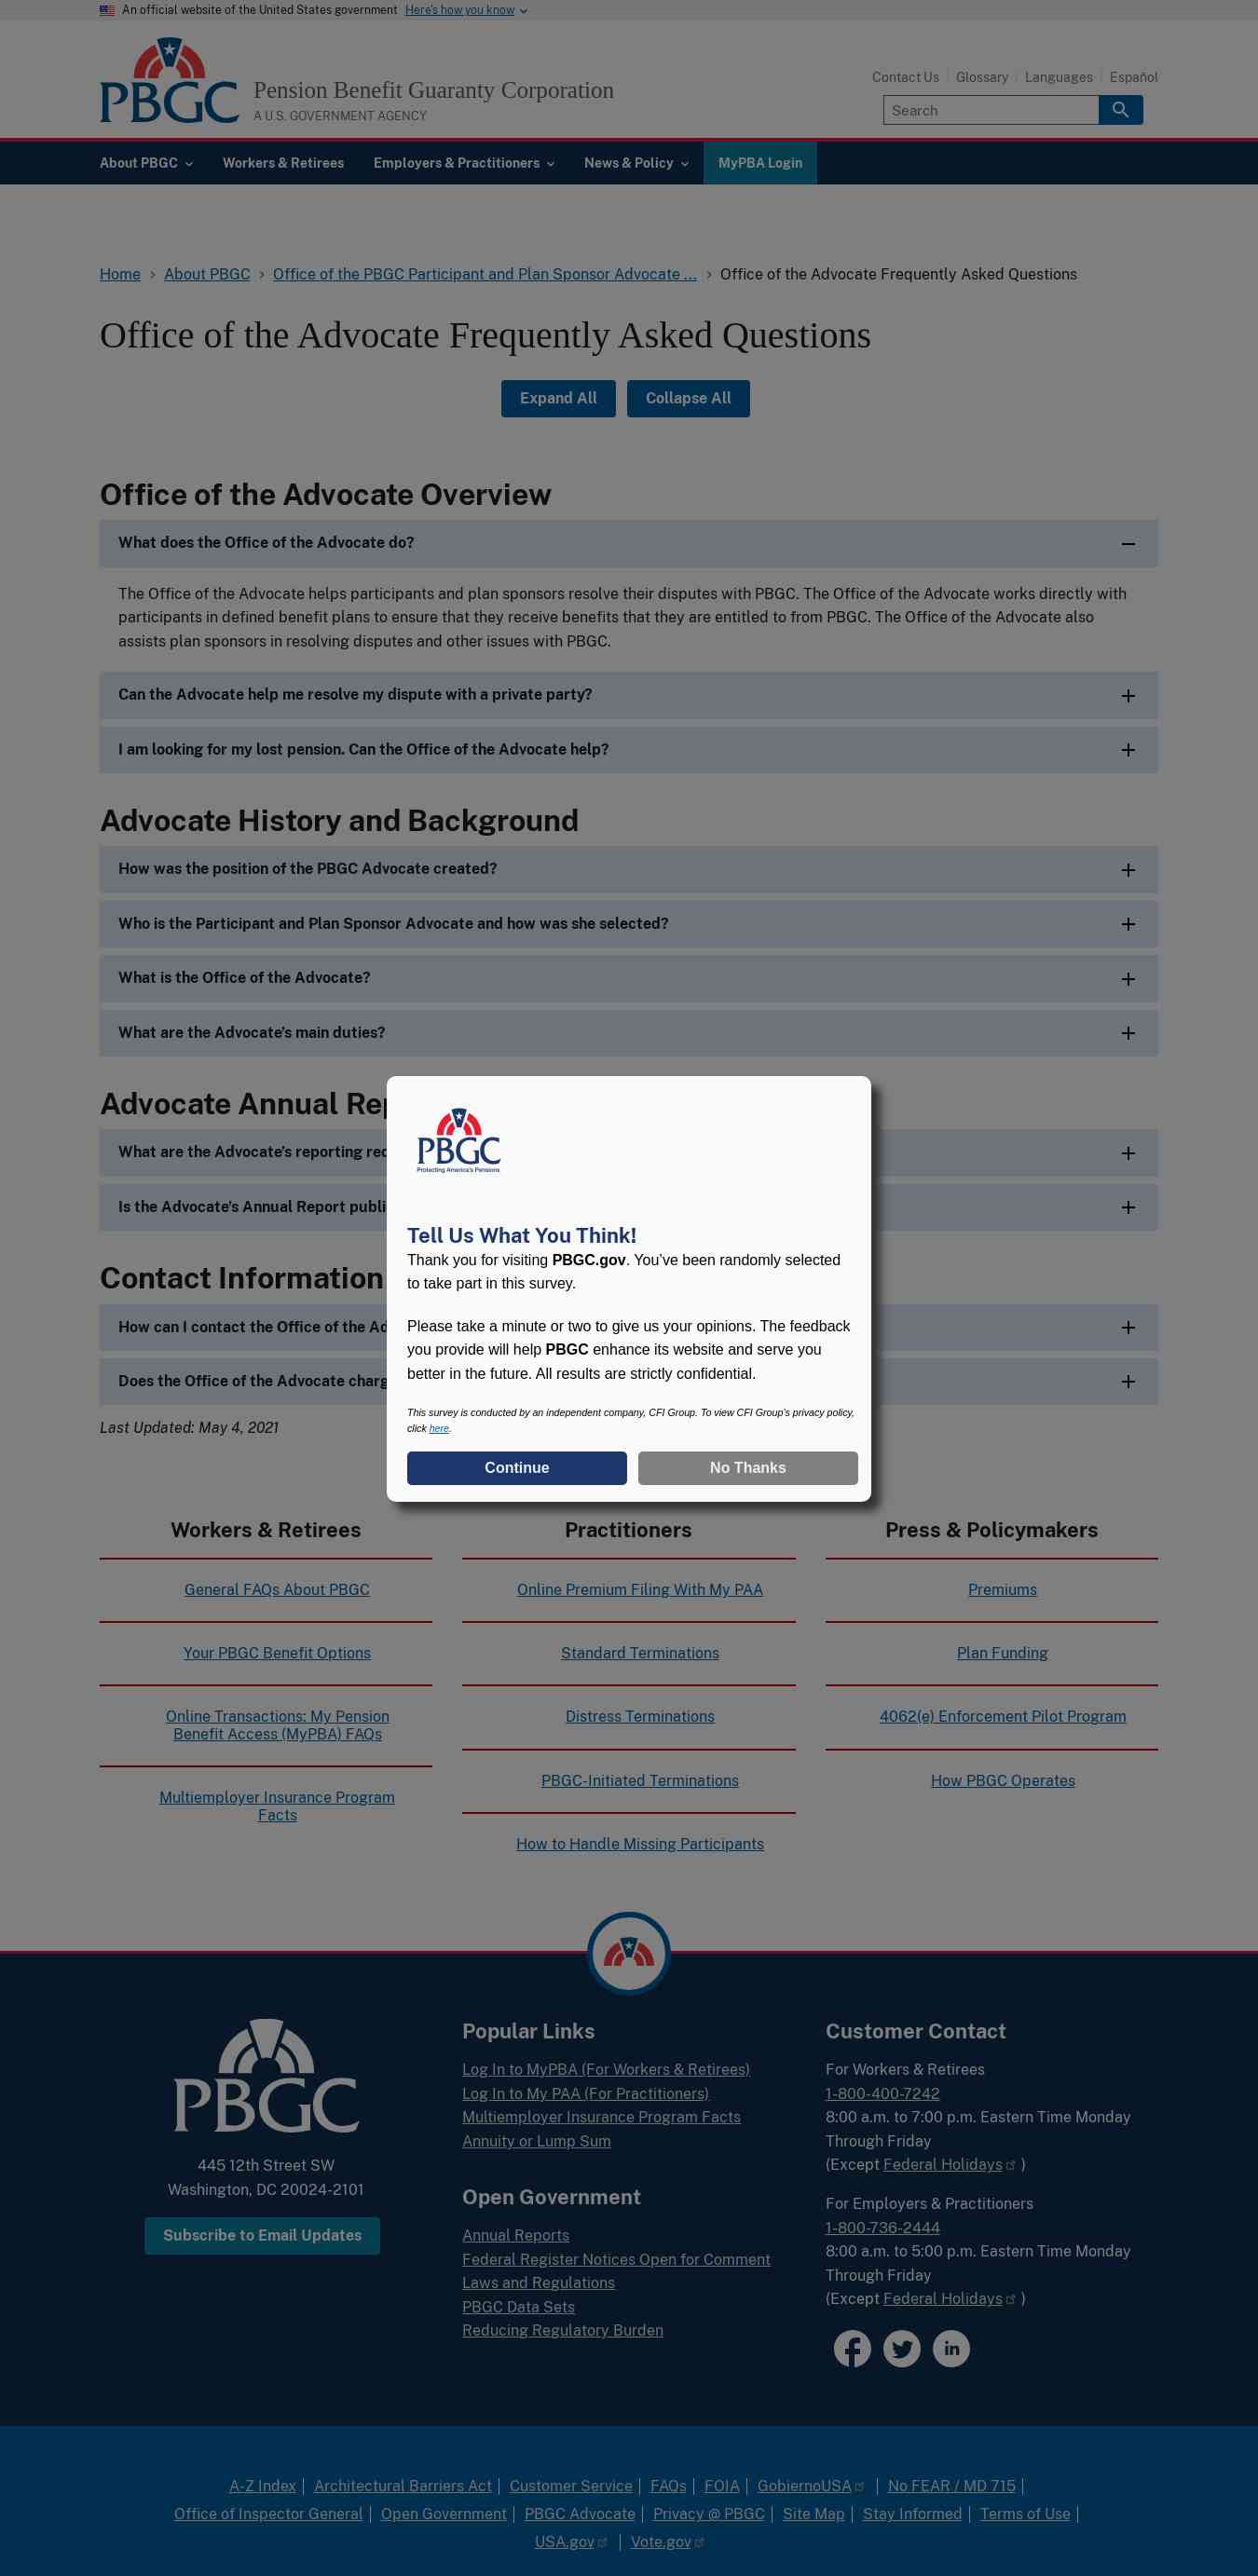 An official website of the United States government Here's how you know
PBGC
Pension Benefit Guaranty Corporation
A U.S. GOVERNMENT AGENCY
Contact Us Glossary Languages Español
Search
About PBGC Workers & Retirees Employers & Practitioners News & Policy MyPBA Login
Home About PBGC Office of the PBGC Participant and Plan Sponsor Advocate ... Office of the Advocate Frequently Asked Questions
Office of the Advocate Frequently Asked Questions
Expand All Collapse All
Office of the Advocate Overview
What does the Office of the Advocate do?
The Office of the Advocate helps participants and plan sponsors resolve their disputes with PBGC. The Office of the Advocate works directly with
participants in defined benefit plans to ensure that they receive benefits that they are entitled to from PBGC. The Office of the Advocate also
assists plan sponsors in resolving disputes and other issues with PBGC.
Can the Advocate help me resolve my dispute with a private party?
I am looking for my lost pension. Can the Office of the Advocate help?
Advocate History and Background
How was the position of the PBGC Advocate created?
Who is the Participant and Plan Sponsor Advocate and how was she selected?
What is the Office of the Advocate?
What are the Advocate's main duties?
Advocate Annual Rep
What are the Advocate's reporting rec
Is the Advocate's Annual Report publi
Contact Information
How can I contact the Office of the Ad
Does the Office of the Advocate charg
Last Updated: May 4, 2021
PBGC
Protecting America's Pensions
Tell Us What You Think!
Thank you for visiting PBGC.gov. You've been randomly selected
to take part in this survey.
Please take a minute or two to give us your opinions. The feedback
you provide will help PBGC enhance its website and serve you
better in the future. All results are strictly confidential.
This survey is conducted by an independent company, CFI Group. To view CFI Group's privacy policy,
click here.
Continue No Thanks
Workers & Retirees
General FAQs About PBGC
Your PBGC Benefit Options
Online Transactions: My Pension
Benefit Access (MyPBA) FAQs
Multiemployer Insurance Program
Facts
Practitioners
Online Premium Filing With My PAA
Standard Terminations
Distress Terminations
PBGC-Initiated Terminations
How to Handle Missing Participants
Press & Policymakers
Premiums
Plan Funding
4062(e) Enforcement Pilot Program
How PBGC Operates
PBGC
445 12th Street SW
Washington, DC 20024-2101
Subscribe to Email Updates
Popular Links
Log In to MyPBA (For Workers & Retirees)
Log In to My PAA (For Practitioners)
Multiemployer Insurance Program Facts
Annuity or Lump Sum
Open Government
Annual Reports
Federal Register Notices Open for Comment
Laws and Regulations
PBGC Data Sets
Reducing Regulatory Burden
Customer Contact
For Workers & Retirees
1-800-400-7242
8:00 a.m. to 7:00 p.m. Eastern Time Monday
Through Friday
(Except Federal Holidays )
For Employers & Practitioners
1-800-736-2444
8:00 a.m. to 5:00 p.m. Eastern Time Monday
Through Friday
(Except Federal Holidays )
A-Z Index Architectural Barriers Act Customer Service FAQs FOIA GobiernoUSA No FEAR / MD 715
Office of Inspector General Open Government PBGC Advocate Privacy @ PBGC Site Map Stay Informed Terms of Use
USA.gov Vote.gov